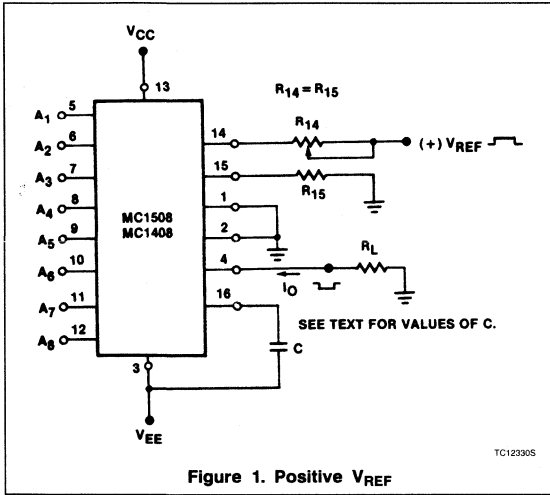 VCC
13
R14 = R15
A1 5
A2 6
A3 7
A4 8
A5 9
A6 10
A7 11
A8 12
MC1508
MC1408
14
R14
(+) VREF
15
R15
1
2
4
IO
RL
16
SEE TEXT FOR VALUES OF C.
C
3
VEE
TC12330S
Figure 1. Positive VREF